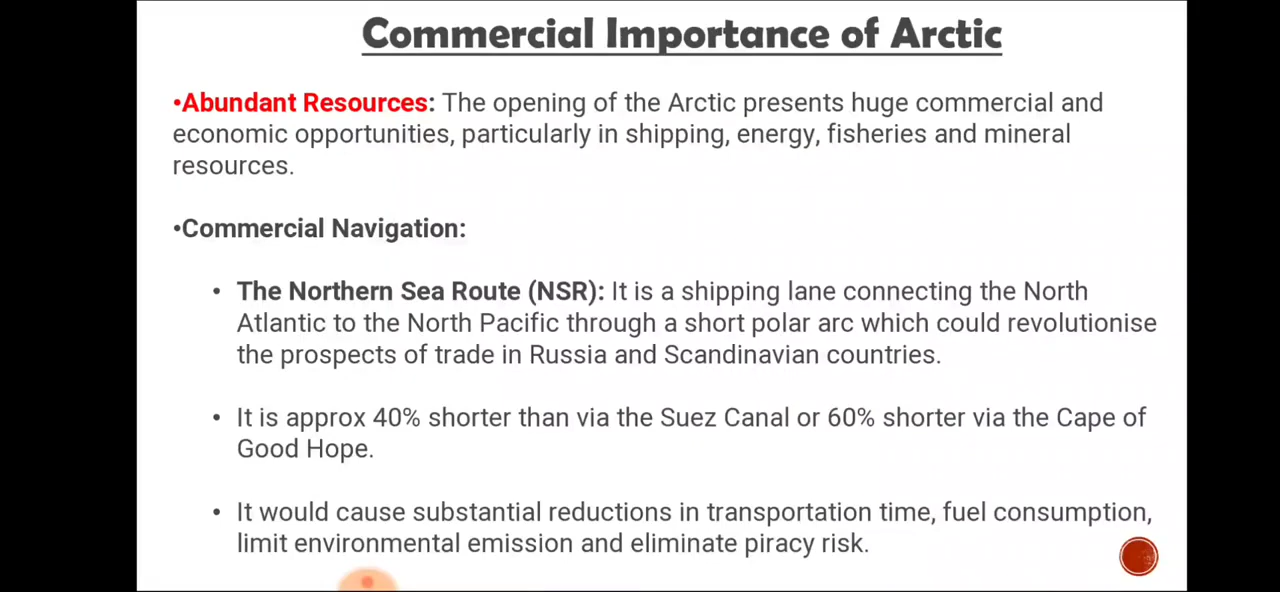 Commercial Importance of Arctic
•Abundant Resources: The opening of the Arctic presents huge commercial and
economic opportunities, particularly in shipping, energy, fisheries and mineral
resources.
•Commercial Navigation:
• The Northern Sea Route (NSR): It is a shipping lane connecting the North
Atlantic to the North Pacific through a short polar arc which could revolutionise
the prospects of trade in Russia and Scandinavian countries.
• It is approx 40% shorter than via the Suez Canal or 60% shorter via the Cape of
Good Hope.
• It would cause substantial reductions in transportation time, fuel consumption,
limit environmental emission and eliminate piracy risk.